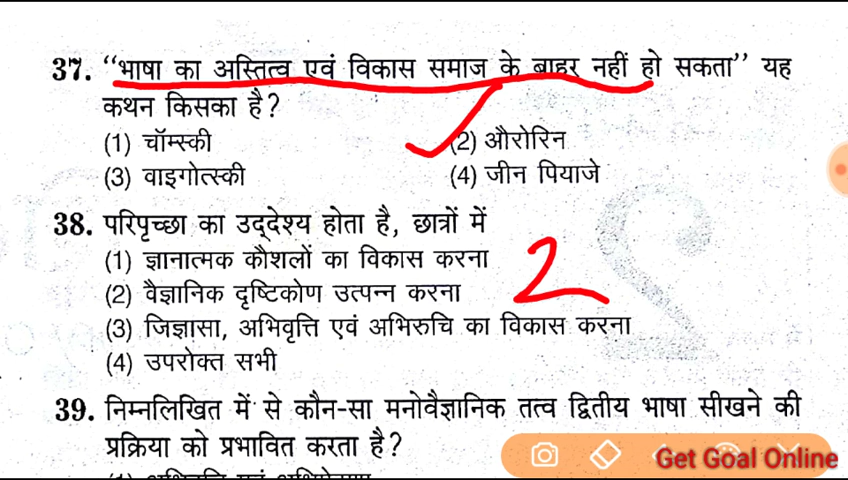 37. "भाषा का अस्तित्व एवं विकास समाज के बाहर नहीं हो सकता" यह
कथन किसका है?
(1) चॉम्स्की (2) औरोरिन
(3) वाइगोत्स्की (4) जीन पियाजे
38. परिपृच्छा का उद्देश्य होता है, छात्रों में
(1) ज्ञानात्मक कौशलों का विकास करना
(2) वैज्ञानिक दृष्टिकोण उत्पन्न करना
2
(3) जिज्ञासा, अभिवृत्ति एवं अभिरुचि का विकास करना
(4) उपरोक्त सभी
39. निम्नलिखित में से कौन-सा मनोवैज्ञानिक तत्व द्वितीय भाषा सीखने की
प्रक्रिया को प्रभावित करता है?
Get Goal Online